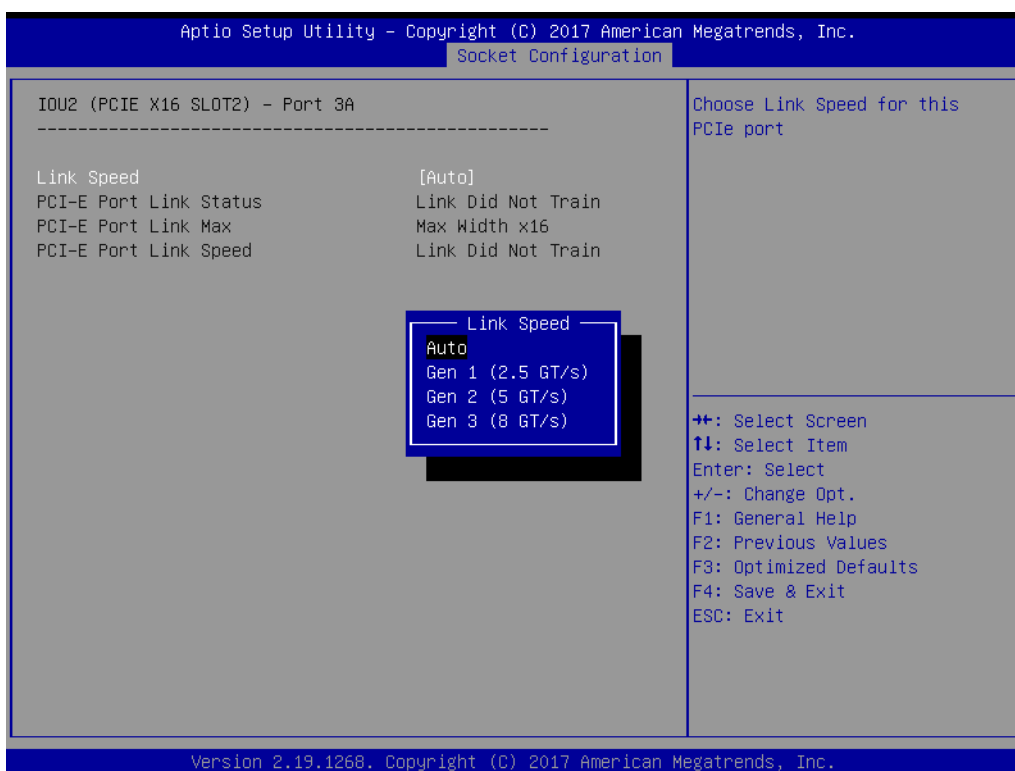 Aptio Setup Utility – Copyright (C) 2017 American Megatrends, Inc.
Socket Configuration
IOU2 (PCIE X16 SLOT2) – Port 3A
Choose Link Speed for this
PCIe port
--------------------------------------------------
Link Speed [Auto]
PCI-E Port Link Status Link Did Not Train
PCI-E Port Link Max Max Width x16
PCI-E Port Link Speed Link Did Not Train
Link Speed
Auto
Gen 1 (2.5 GT/s)
Gen 2 (5 GT/s)
Gen 3 (8 GT/s)
→←: Select Screen
↑↓: Select Item
Enter: Select
+/-: Change Opt.
F1: General Help
F2: Previous Values
F3: Optimized Defaults
F4: Save & Exit
ESC: Exit
Version 2.19.1268. Copyright (C) 2017 American Megatrends, Inc.